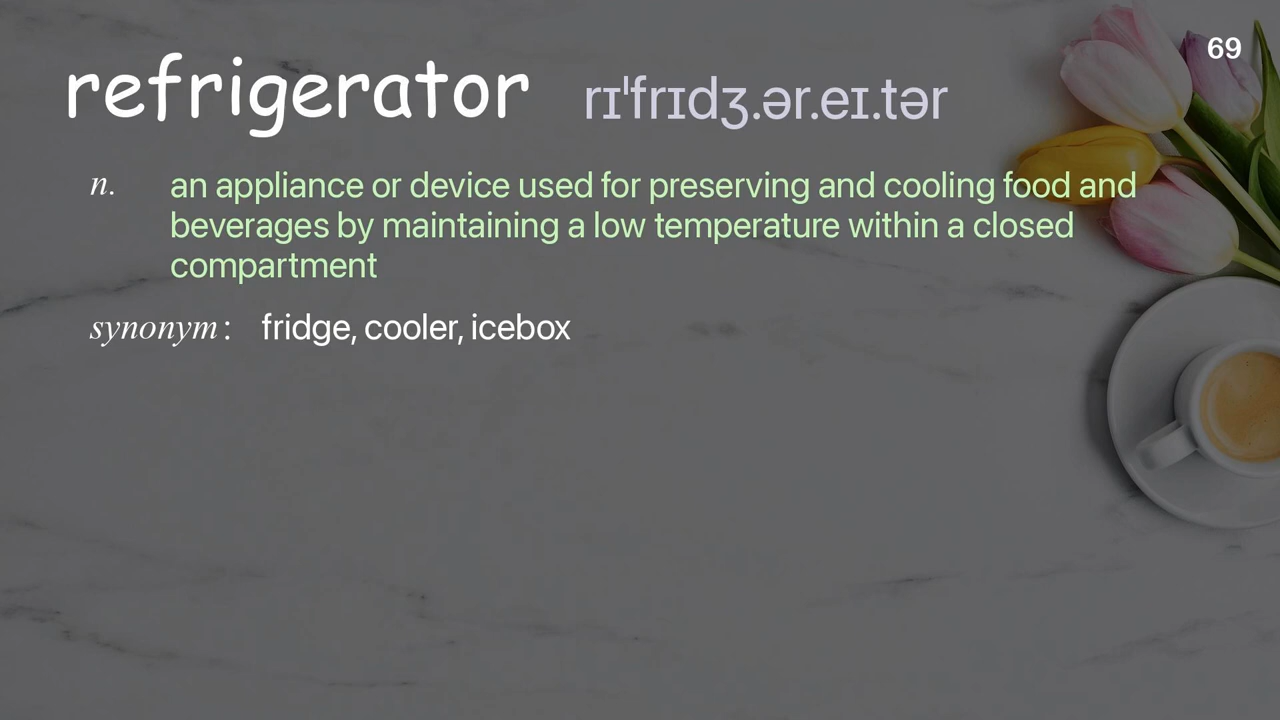 69
refrigerator rɪˈfrɪdʒ.ər.eɪ.tər
n. an appliance or device used for preserving and cooling food and
beverages by maintaining a low temperature within a closed
compartment
synonym: fridge, cooler, icebox